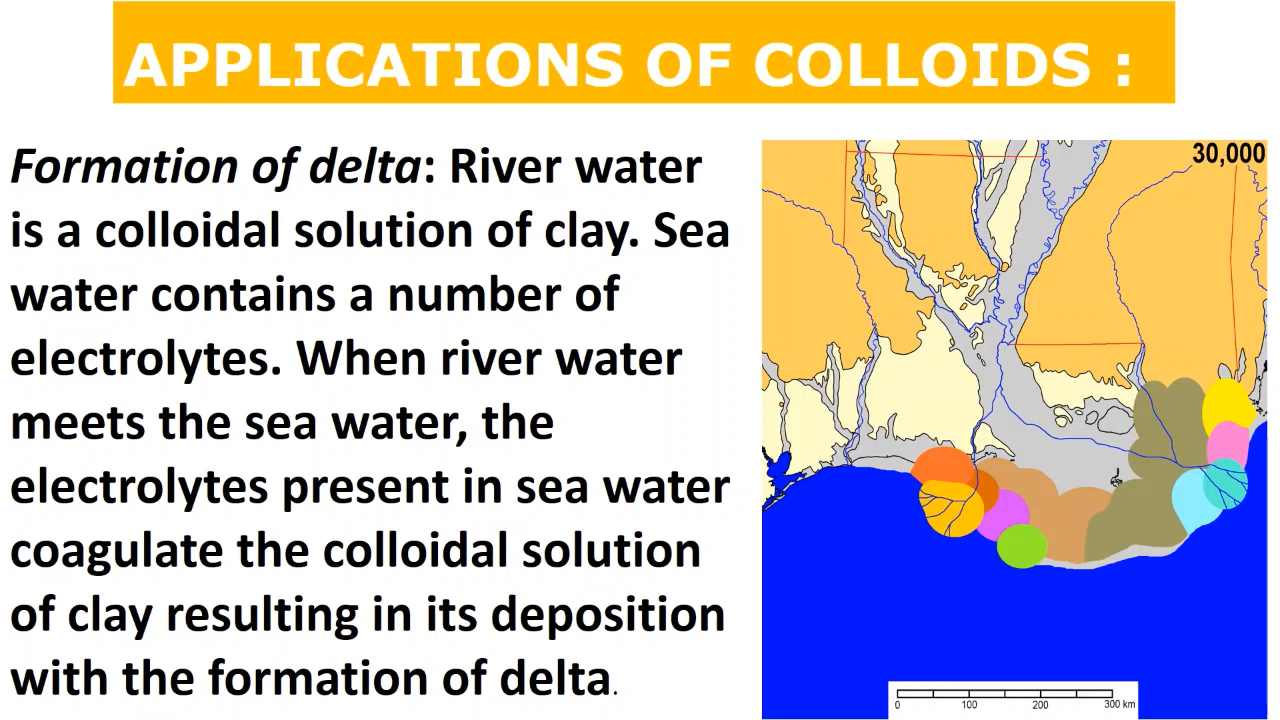 APPLICATIONS OF COLLOIDS :
Formation of delta: River water
is a colloidal solution of clay. Sea
water contains a number of
electrolytes. When river water
meets the sea water, the
electrolytes present in sea water
coagulate the colloidal solution
of clay resulting in its deposition
with the formation of delta.
30,000
0 100 200 300 km